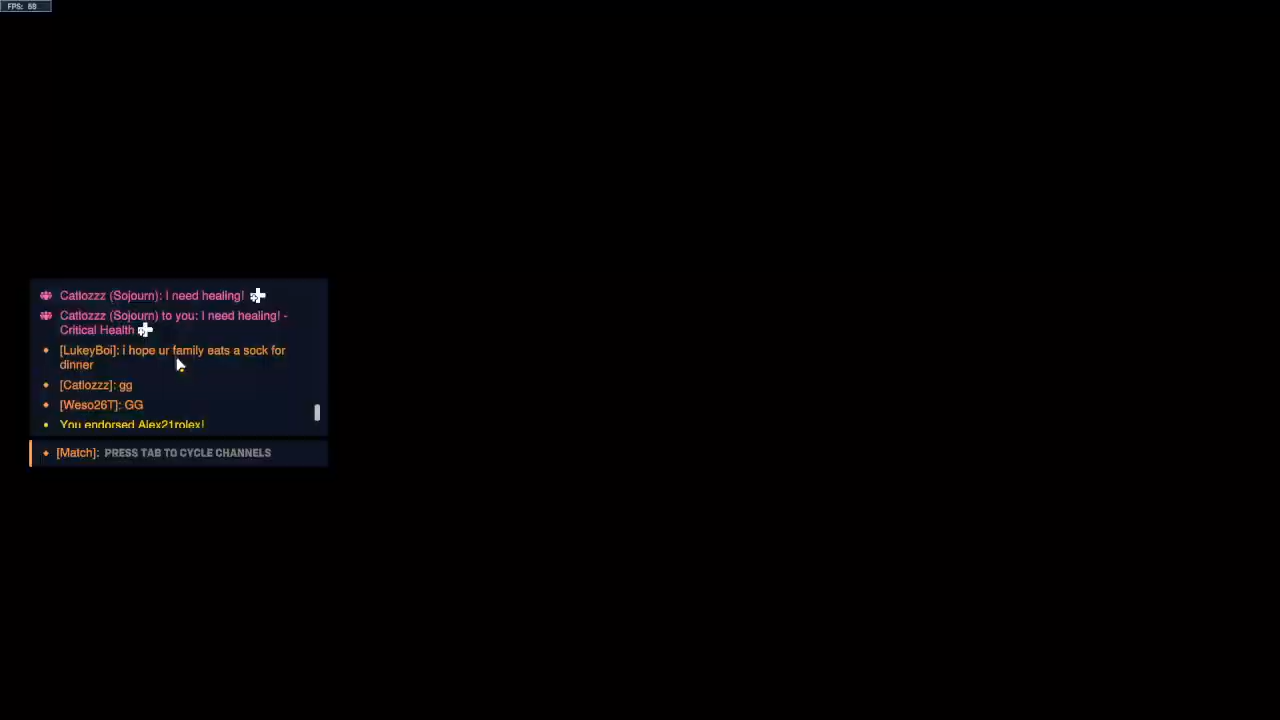 FPS: 58
Catlozzz (Sojourn): I need healing!
Catlozzz (Sojourn) to you: I need healing! -
Critical Health
[LukeyBoi]: i hope ur family eats a sock for
dinner
[Catlozzz]: gg
[Weso26T]: GG
You endorsed Alex21rolex!
[Match]: PRESS TAB TO CYCLE CHANNELS